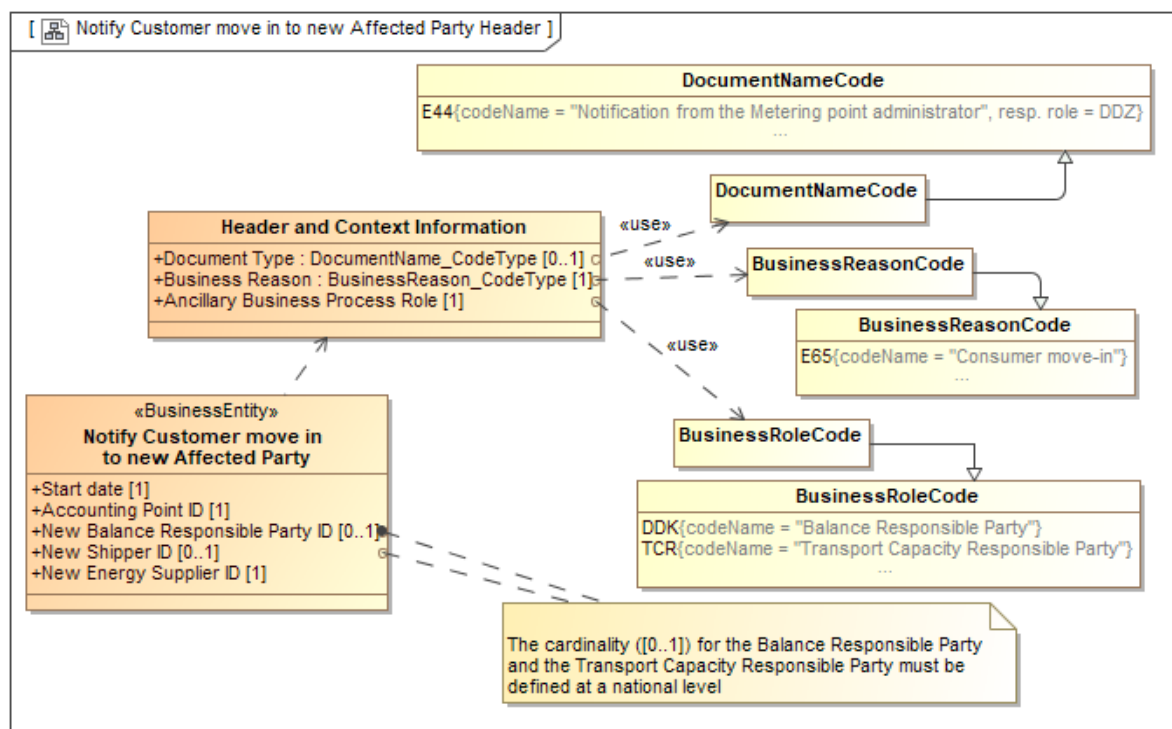 [ Notify Customer move in to new Affected Party Header ]
DocumentNameCode
E44{codeName = "Notification from the Metering point administrator", resp. role = DDZ}
...
DocumentNameCode
«use»
Header and Context Information
+Document Type : DocumentName_CodeType [0..1]
+Business Reason : BusinessReason_CodeType [1]
+Ancillary Business Process Role [1]
«use»
BusinessReasonCode
BusinessReasonCode
E65{codeName = "Consumer move-in"}
...
«use»
«BusinessEntity»
Notify Customer move in
to new Affected Party
+Start date [1]
+Accounting Point ID [1]
+New Balance Responsible Party ID [0..1]
+New Shipper ID [0..1]
+New Energy Supplier ID [1]
BusinessRoleCode
BusinessRoleCode
DDK{codeName = "Balance Responsible Party"}
TCR{codeName = "Transport Capacity Responsible Party"}
...
The cardinality ([0..1]) for the Balance Responsible Party
and the Transport Capacity Responsible Party must be
defined at a national level